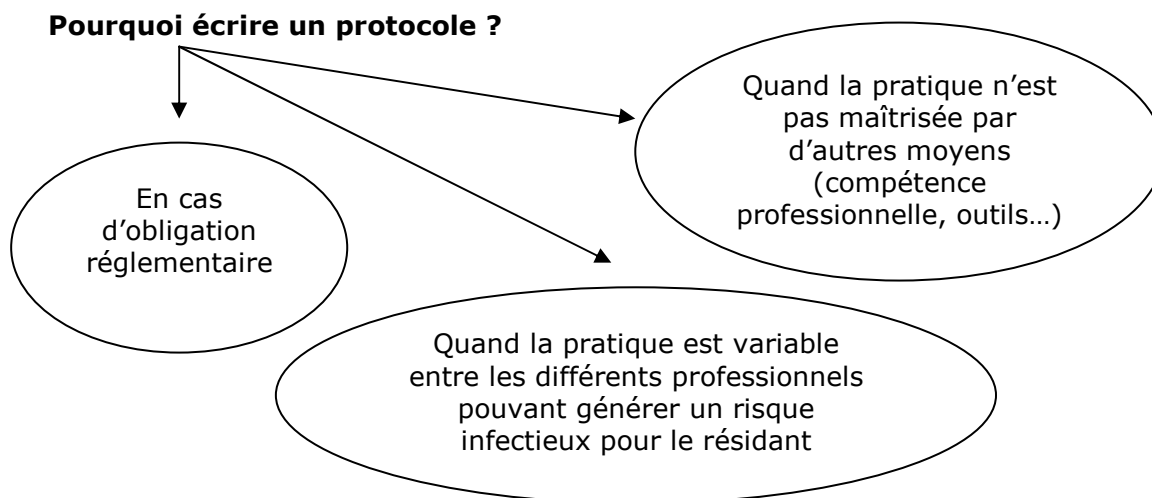 Pourquoi écrire un protocole ?
En cas
d’obligation
réglementaire
Quand la pratique n’est
pas maîtrisée par
d’autres moyens
(compétence
professionnelle, outils…)
Quand la pratique est variable
entre les différents professionnels
pouvant générer un risque
infectieux pour le résidant